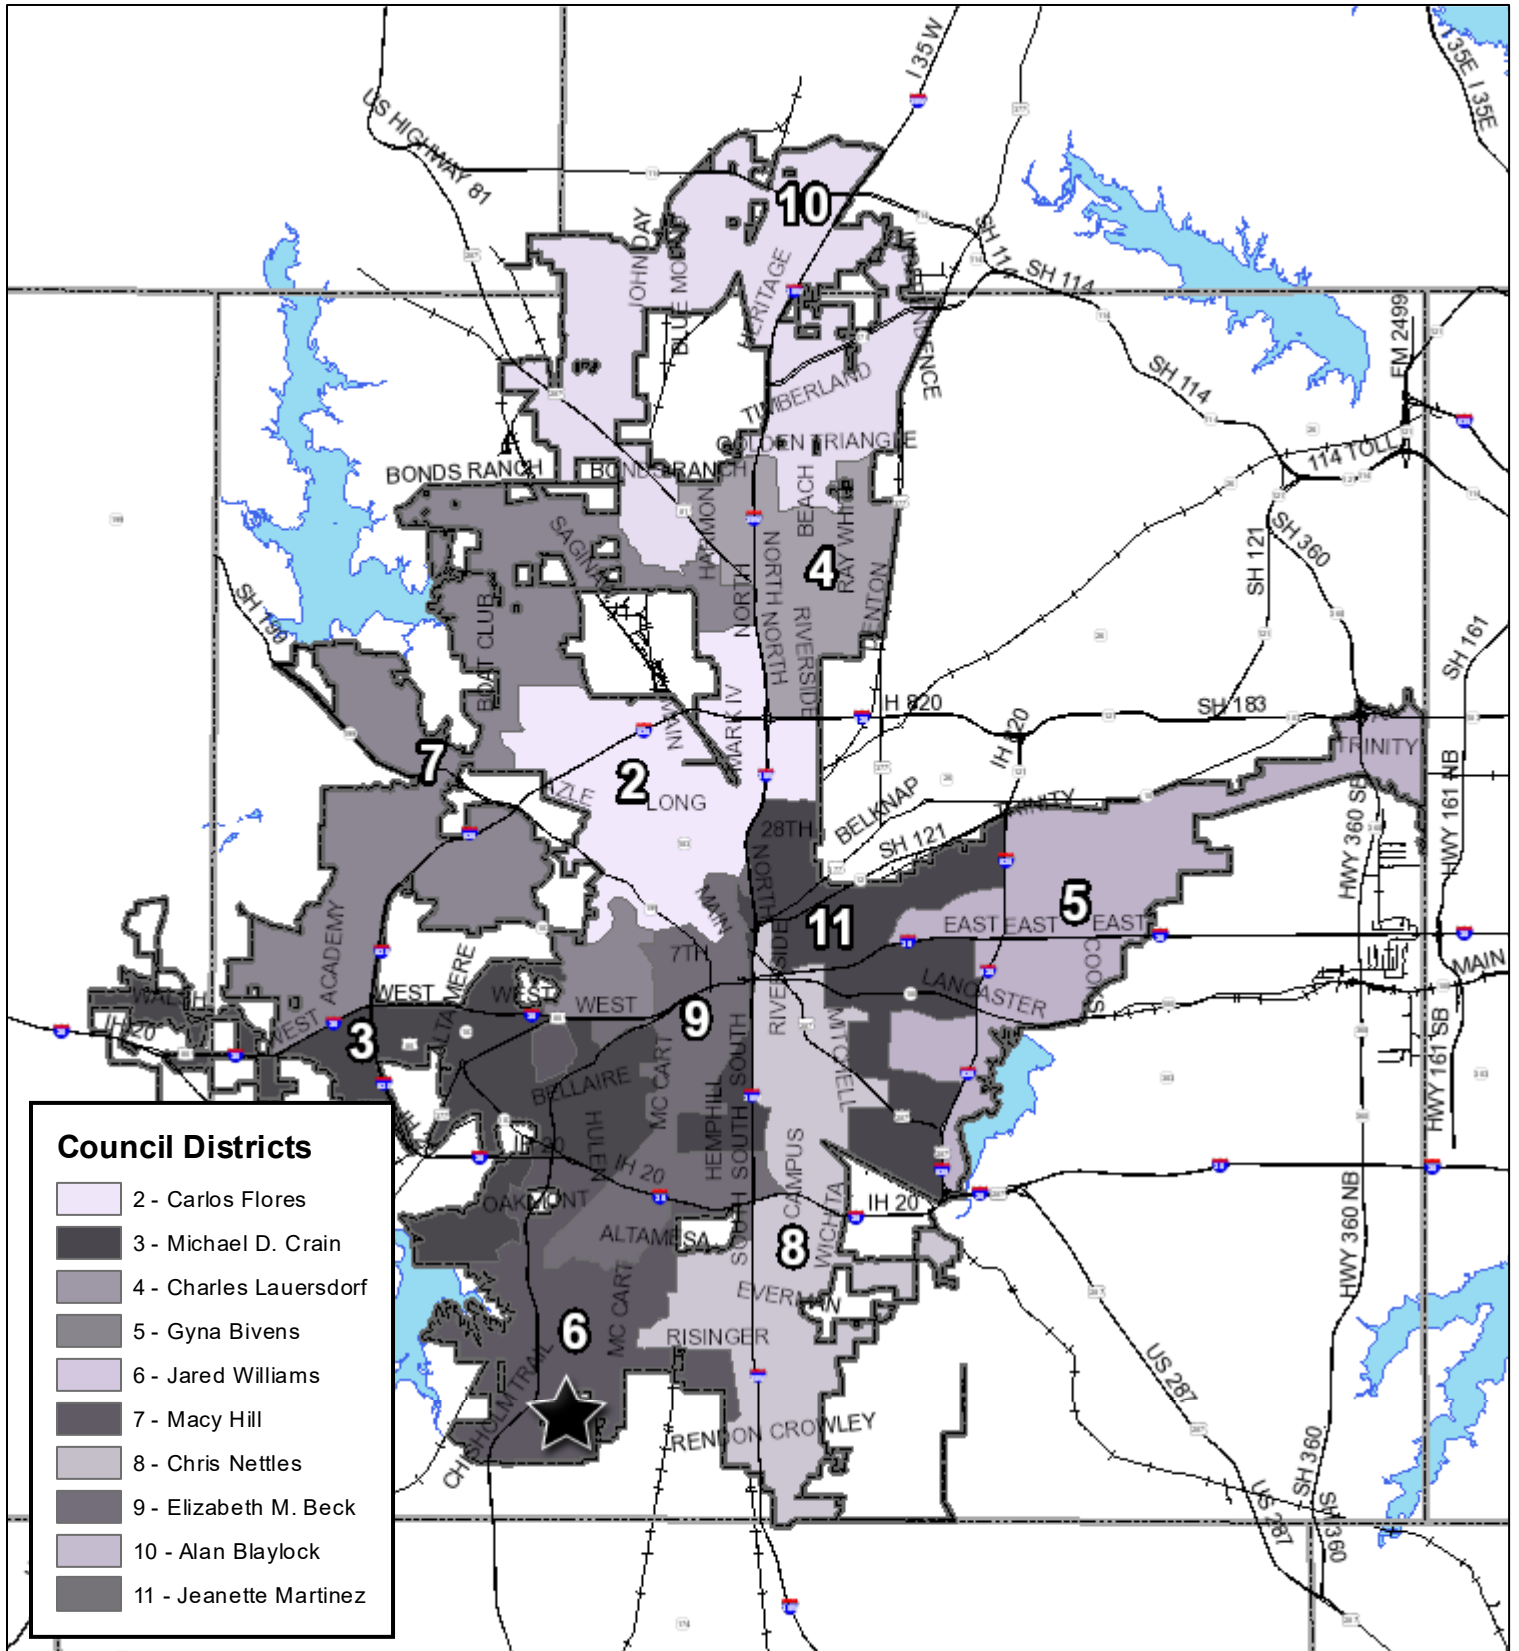 I 35W
I 35E
I 35E
US HIGHWAY 81
10
JOHN DAY
HERITAGE
SH 114
SH 114
FM 2499
TIMBERLAND
SH 114
GOLDEN TRIANGLE
114 TOLL
BONDS RANCH
BONDS RANCH
HARMON
BEACH
RAY WHITE
SH 360
SH 121
4
NORTH
NORTH
NORTH
RIVERSIDE
DENTON
SH 199
BOAT CLUB
SH 161
MARK IV
SH 183
IH 820
TRINITY
7
2
AZLE
LONG
28TH
BELKNAP
TRINITY
SH 121
HWY 360 SB
HWY 161 NB
MAIN
NORTH
11
5
EAST
EAST
EAST
7TH
ACADEMY
RIVERSIDE
LANCASTER
COOKS
MAIN
WEST
WEST
WEST
WEST
ALTAMERE
IH 20
3
9
MITCHELL
HWY 161 SB
BELLAIRE
MC CART
HEMPHILL
SOUTH
SOUTH
HULEN
IH 20
IH 20
OAKMONT
CAMPUS
WICHITA
IH 20
ALTAMESA
SOUTH
8
HWY 360 NB
EVERMAN
6
MC CART
RISINGER
CHISHOLM TRAIL
US 287
RENDON CROWLEY
SH 360
SH 360
US 287
Council Districts
2 - Carlos Flores
3 - Michael D. Crain
4 - Charles Lauersdorf
5 - Gyna Bivens
6 - Jared Williams
7 - Macy Hill
8 - Chris Nettles
9 - Elizabeth M. Beck
10 - Alan Blaylock
11 - Jeanette Martinez